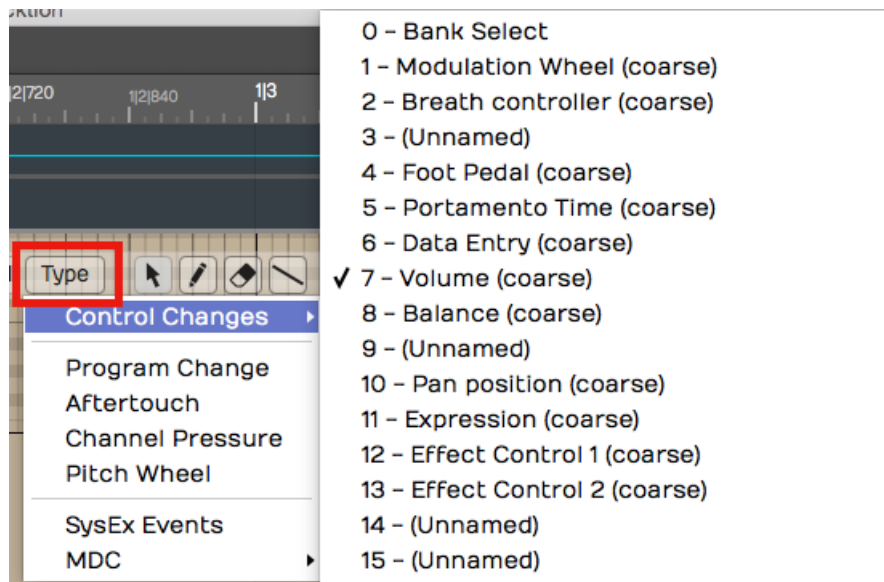 2|720 1|2|840 1|3
Type
Control Changes
Program Change
Aftertouch
Channel Pressure
Pitch Wheel
SysEx Events
MDC
0 – Bank Select
1 – Modulation Wheel (coarse)
2 – Breath controller (coarse)
3 – (Unnamed)
4 – Foot Pedal (coarse)
5 – Portamento Time (coarse)
6 – Data Entry (coarse)
✓ 7 – Volume (coarse)
8 – Balance (coarse)
9 – (Unnamed)
10 – Pan position (coarse)
11 – Expression (coarse)
12 – Effect Control 1 (coarse)
13 – Effect Control 2 (coarse)
14 – (Unnamed)
15 – (Unnamed)